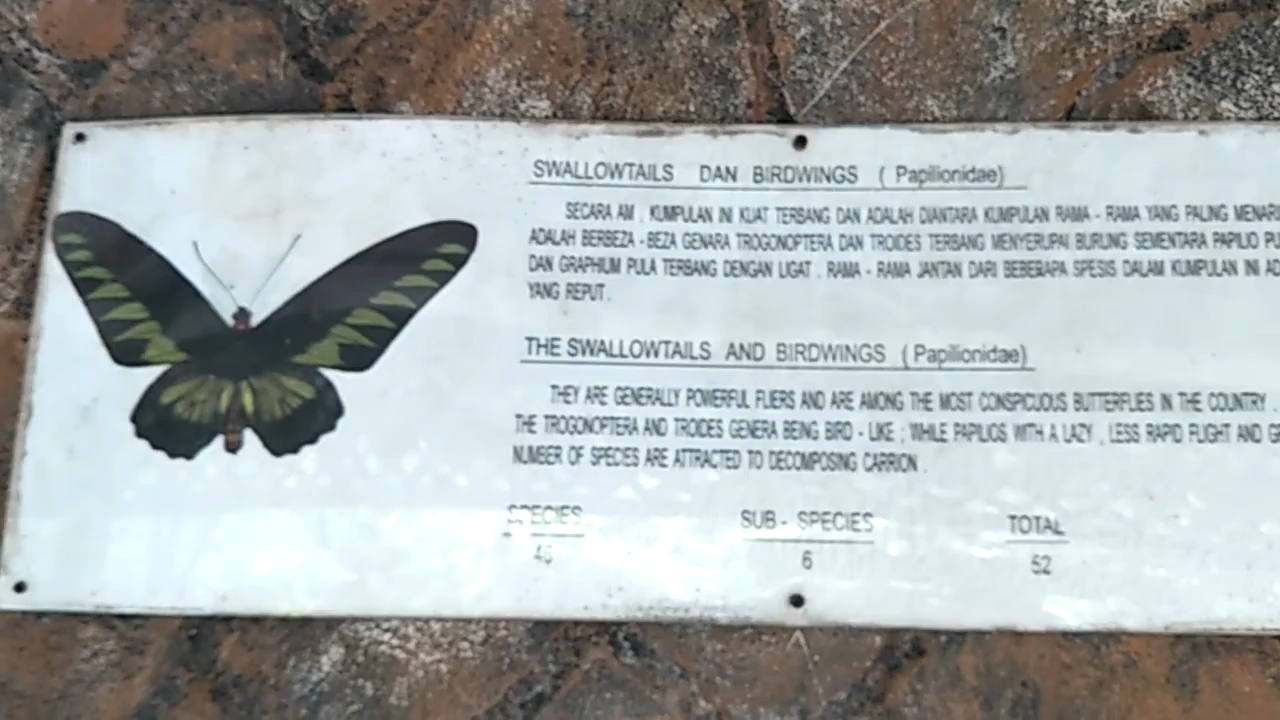 SWALLOWTAILS DAN BIRDWINGS ( Papilionidae)
SECARA AM , KUMPULAN INI KUAT TERBANG DAN ADALAH DIANTARA KUMPULAN RAMA - RAMA YANG PALING
ADALAH BERBEZA - BEZA GENARA TROGONOPTERA DAN TROIDES TERBANG MENYERUPAI BURUNG SEMENTARA PAPILIO
DAN GRAPHIUM PULA TERBANG DENGAN LIGAT . RAMA - RAMA JANTAN DARI BEBERAPA SPESIS DALAM KUMPULAN INI
YANG REPUT .
THE SWALLOWTAILS AND BIRDWINGS ( Papilionidae)
THEY ARE GENERALLY POWERFUL FLIERS AND ARE AMONG THE MOST CONSPICUOUS BUTTERFLIES IN THE COUNTRY .
THE TROGONOPTERA AND TROIDES GENERA BEING BIRD - LIKE ; WHILE PAPILIOS WITH A LAZY , LESS RAPID FLIGHT AND
NUMBER OF SPECIES ARE ATTRACTED TO DECOMPOSING CARRION .
SPECIES SUB - SPECIES TOTAL
46 6 52